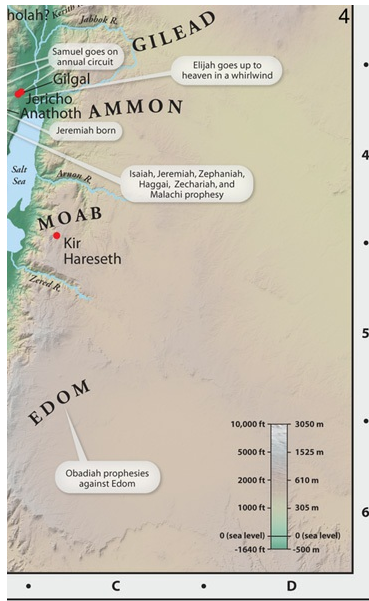 holah?
Kerith
Jabbok R.
4
GILEAD
Samuel goes on
annual circuit
Elijah goes up to
heaven in a whirlwind
Gilgal
Jericho
AMMON
Anathoth
Jeremiah born
4
Salt
Sea
Arnon R.
Isaiah, Jeremiah, Zephaniah,
Haggai, Zechariah, and
Malachi prophesy
MOAB
Kir
Hareseth
Zered R.
5
EDOM
10,000 ft 3050 m
5000 ft 1525 m
2000 ft 610 m
1000 ft 305 m
0 (sea level) 0 (sea level)
-1640 ft -500 m
Obadiah prophesies
against Edom
6
• C • D